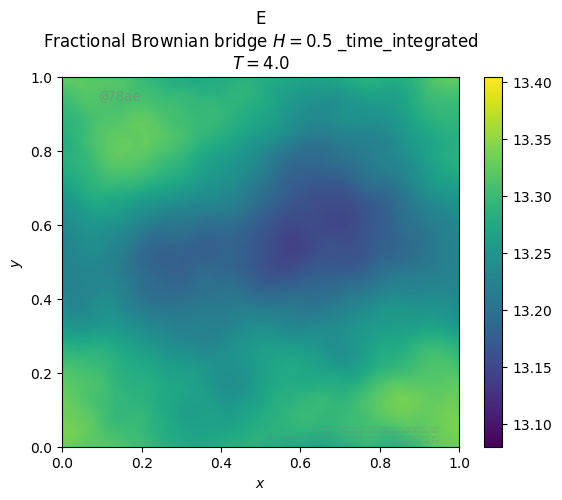 E
Fractional Brownian bridge H = 0.5 _time_integrated
T = 4.0
@78ae
1.0
0.8
0.6
0.4
0.2
0.0
y
0.0 0.2 0.4 0.6 0.8 1.0
x
13.40
13.35
13.30
13.25
13.20
13.15
13.10